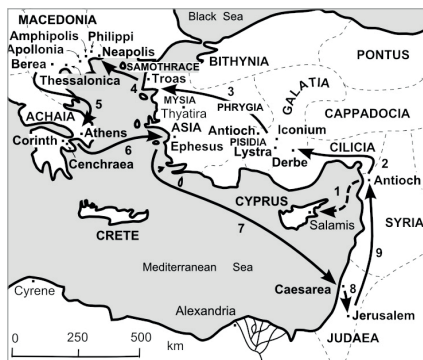 Black Sea
MACEDONIA
Amphipolis
Philippi
Apollonia
Neapolis
Berea
Thessalonica
SAMOTHRACE
Troas
BITHYNIA
PONTUS
GALATIA
4
3
MYSIA
PHRYGIA
Thyatira
CAPPADOCIA
5
ACHAIA
Athens
ASIA
Ephesus
Antioch.
Iconium
PISIDIA
Lystra
Derbe
CILICIA
2
Corinth
6
Cenchraea
Antioch
1
CYPRUS
Salamis
SYRIA
CRETE
7
9
Mediterranean Sea
Cyrene
Caesarea
8
Alexandria
Jerusalem
JUDAEA
0 250 500
km